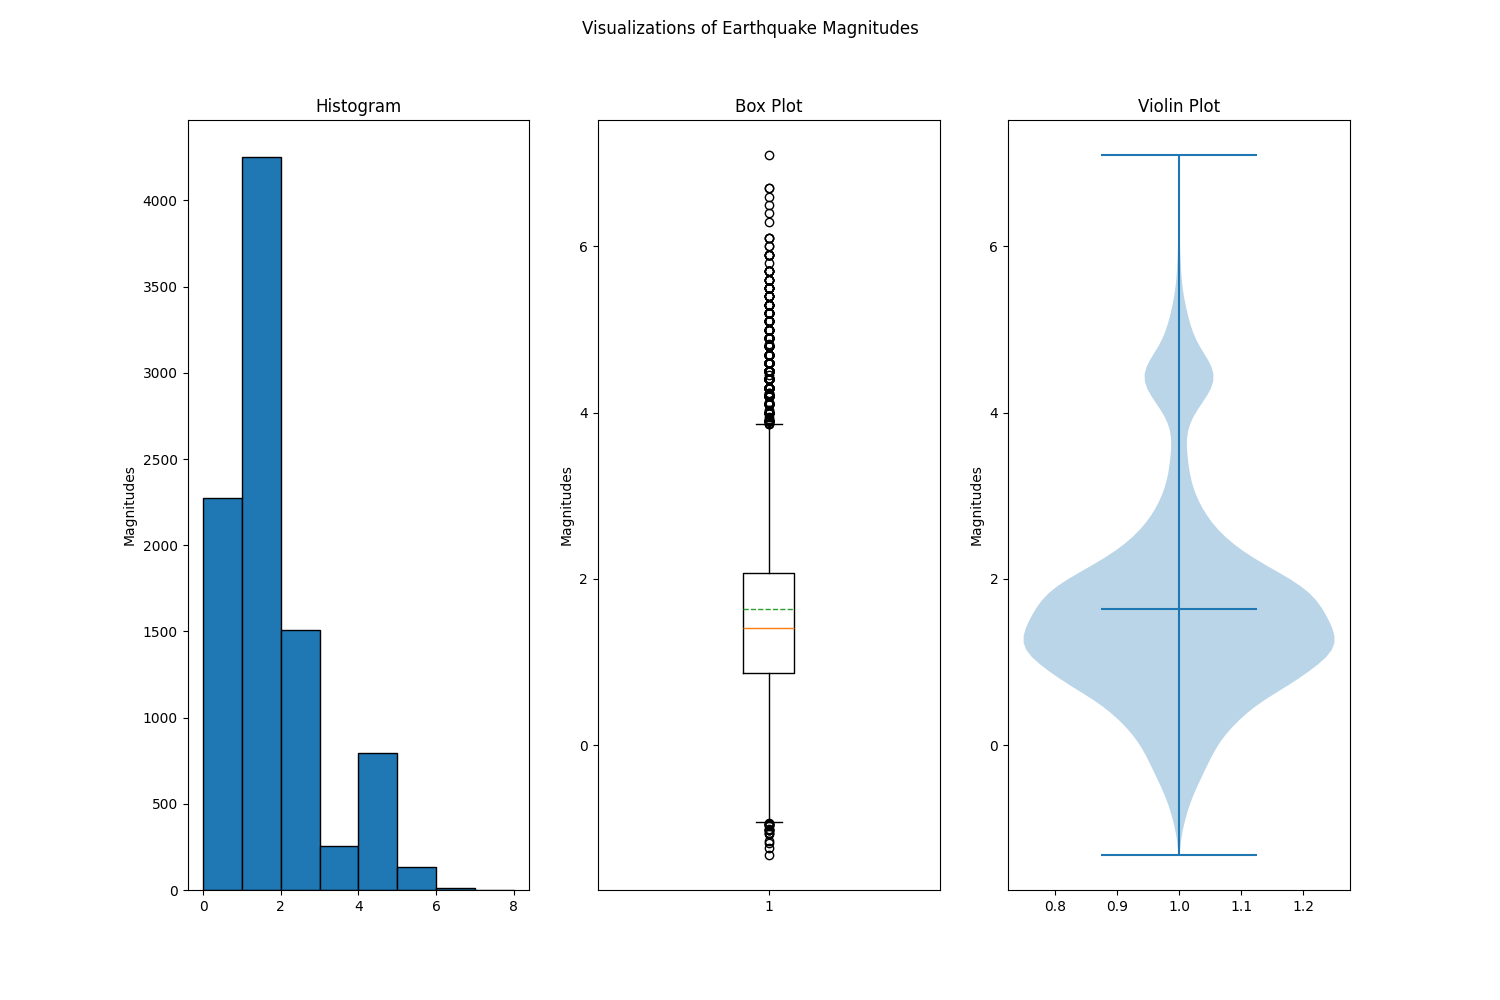 Visualizations of Earthquake Magnitudes
Histogram
Magnitudes
4000
3500
3000
2500
2000
1500
1000
500
0
0 2 4 6 8
Box Plot
Magnitudes
6
4
2
0
1
Violin Plot
Magnitudes
6
4
2
0
0.8 0.9 1.0 1.1 1.2